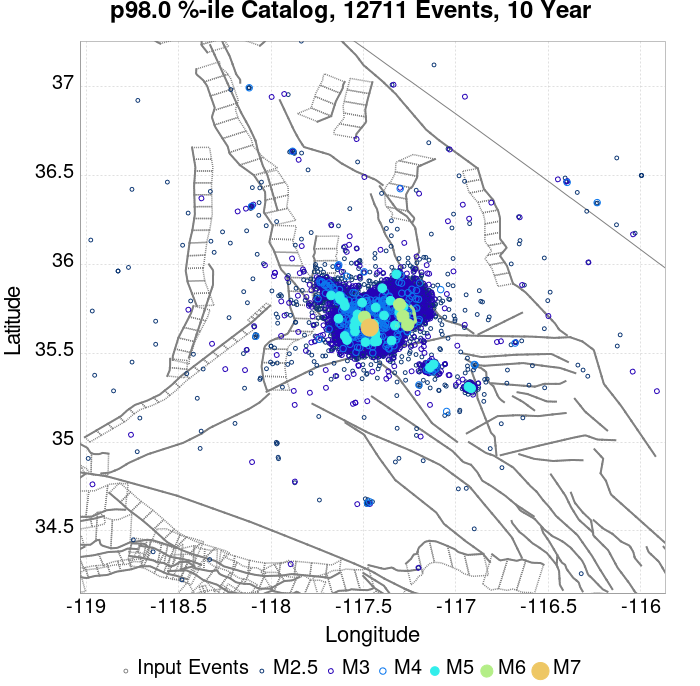 p98.0 %-ile Catalog, 12711 Events, 10 Year
37
36.5
36
35.5
35
34.5
Latitude
-119 -118.5 -118 -117.5 -117 -116.5 -116
Longitude
Input Events M2.5 M3 M4 M5 M6 M7